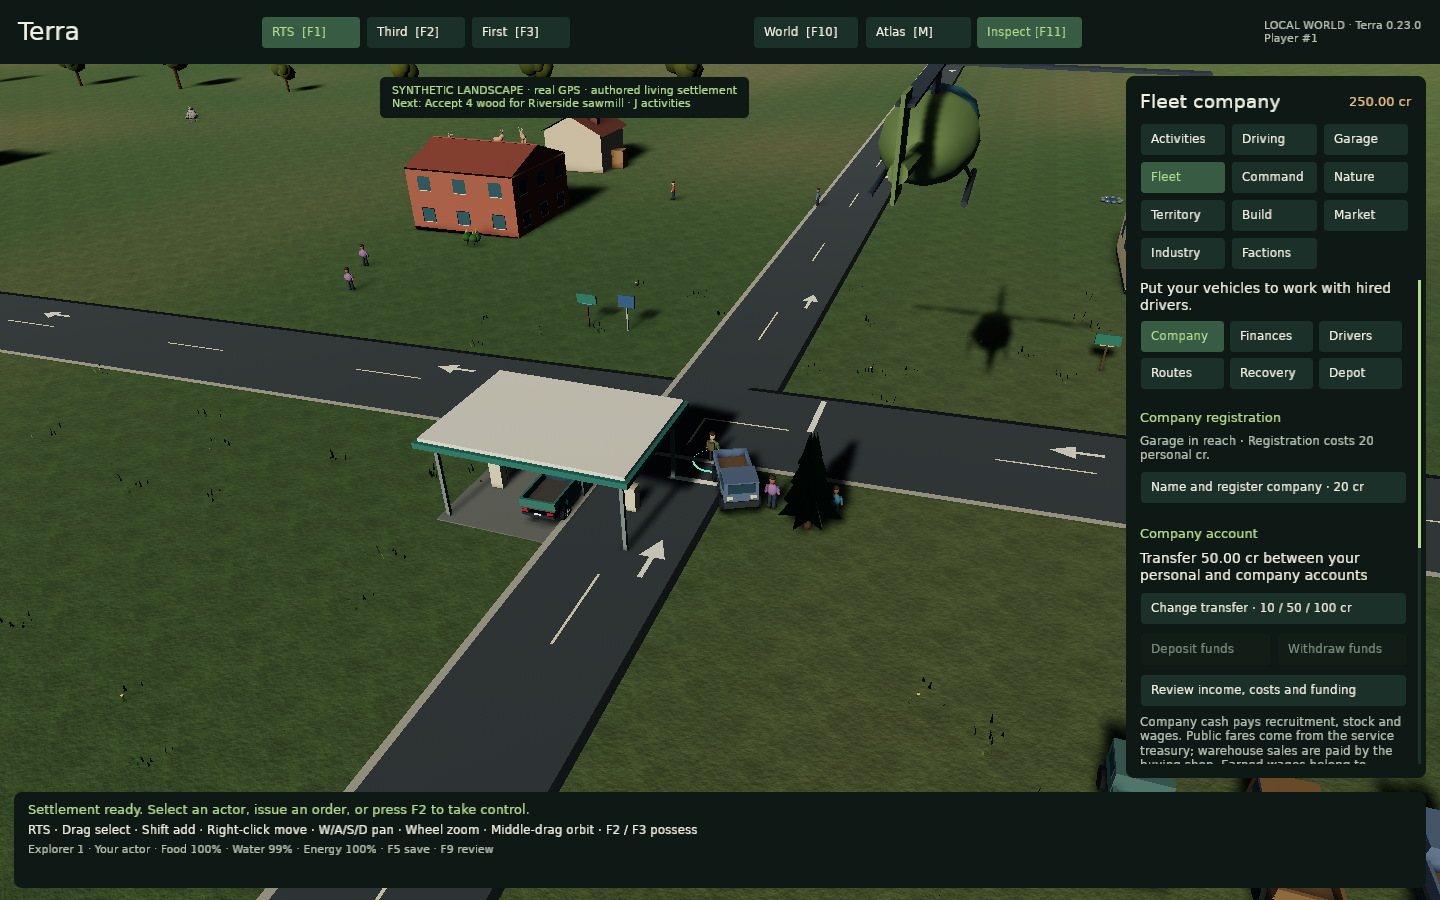 Terra
RTS [F1]
Third [F2]
First [F3]
World [F10]
Atlas [M]
Inspect [F11]
LOCAL WORLD · Terra 0.23.0
Player #1
SYNTHETIC LANDSCAPE · real GPS · authored living settlement
Next: Accept 4 wood for Riverside sawmill · J activities
Fleet company
250.00 cr
Activities
Driving
Garage
Fleet
Command
Nature
Territory
Build
Market
Industry
Factions
Put your vehicles to work with hired
drivers.
Company
Finances
Drivers
Routes
Recovery
Depot
Company registration
Garage in reach · Registration costs 20
personal cr.
Name and register company · 20 cr
Company account
Transfer 50.00 cr between your
personal and company accounts
Change transfer · 10 / 50 / 100 cr
Deposit funds
Withdraw funds
Review income, costs and funding
Company cash pays recruitment, stock and
wages. Public fares come from the service
treasury; warehouse sales are paid by the
buying shop. Earned wages belong to
Settlement ready. Select an actor, issue an order, or press F2 to take control.
RTS · Drag select · Shift add · Right-click move · W/A/S/D pan · Wheel zoom · Middle-drag orbit · F2 / F3 possess
Explorer 1 · Your actor · Food 100% · Water 99% · Energy 100% · F5 save · F9 review